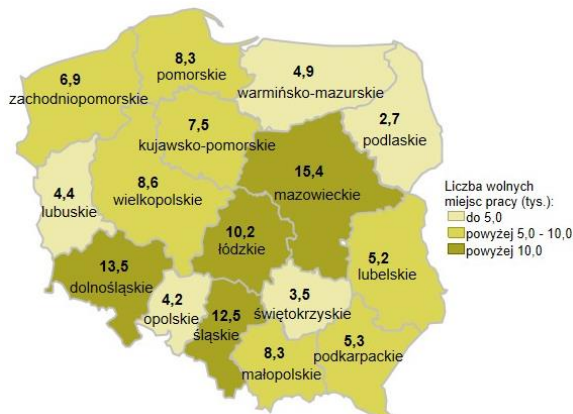 8,3
pomorskie
4,9
warmińsko-mazurskie
6,9
zachodniopomorskie
2,7
podlaskie
7,5
kujawsko-pomorskie
15,4
mazowieckie
8,6
wielkopolskie
4,4
lubuskie
10,2
łódzkie
13,5
dolnośląskie
5,2
lubelskie
4,2
opolskie
12,5
śląskie
3,5
świętokrzyskie
8,3
małopolskie
5,3
podkarpackie
Liczba wolnych
miejsc pracy (tys.):
do 5,0
powyżej 5,0 - 10,0
powyżej 10,0